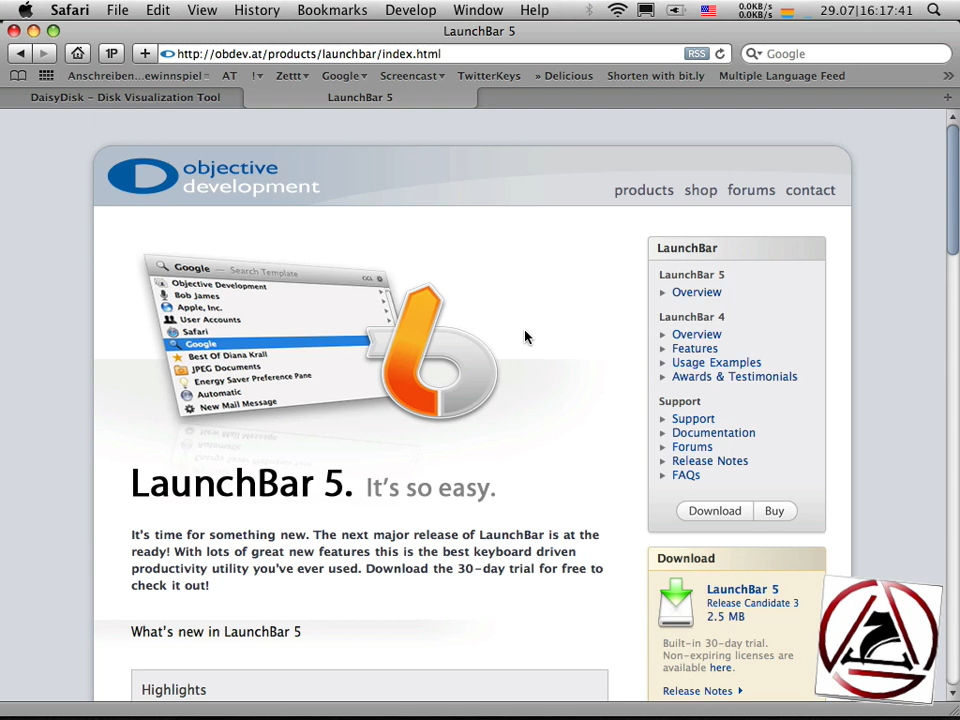 Safari File Edit View History Bookmarks Develop Window Help 0.0KB/s 0.0KB/s 29.07|16:17:41
LaunchBar 5
1P + http://obdev.at/products/launchbar/index.html RSS Google
Anschreiben...ewinnspiel AT !▾ Zettt▾ Google▾ Screencast▾ TwitterKeys » Delicious Shorten with bit.ly Multiple Language Feed »
DaisyDisk – Disk Visualization Tool LaunchBar 5 +
objective
development
products shop forums contact
Google — Search Template
Objective Development
Bob James
Apple, Inc.
User Accounts
Safari
Google
Best Of Diana Krall
JPEG Documents
Energy Saver Preference Pane
Automatic
New Mail Message
LaunchBar 5. It's so easy.
It's time for something new. The next major release of LaunchBar is at the
ready! With lots of great new features this is the best keyboard driven
productivity utility you've ever used. Download the 30-day trial for free to
check it out!
What's new in LaunchBar 5
Highlights
LaunchBar
LaunchBar 5
Overview
LaunchBar 4
Overview
Features
Usage Examples
Awards & Testimonials
Support
Support
Documentation
Forums
Release Notes
FAQs
Download Buy
Download
LaunchBar 5
Release Candidate 3
2.5 MB
Built-in 30-day trial.
Non-expiring licenses are
available here.
Release Notes